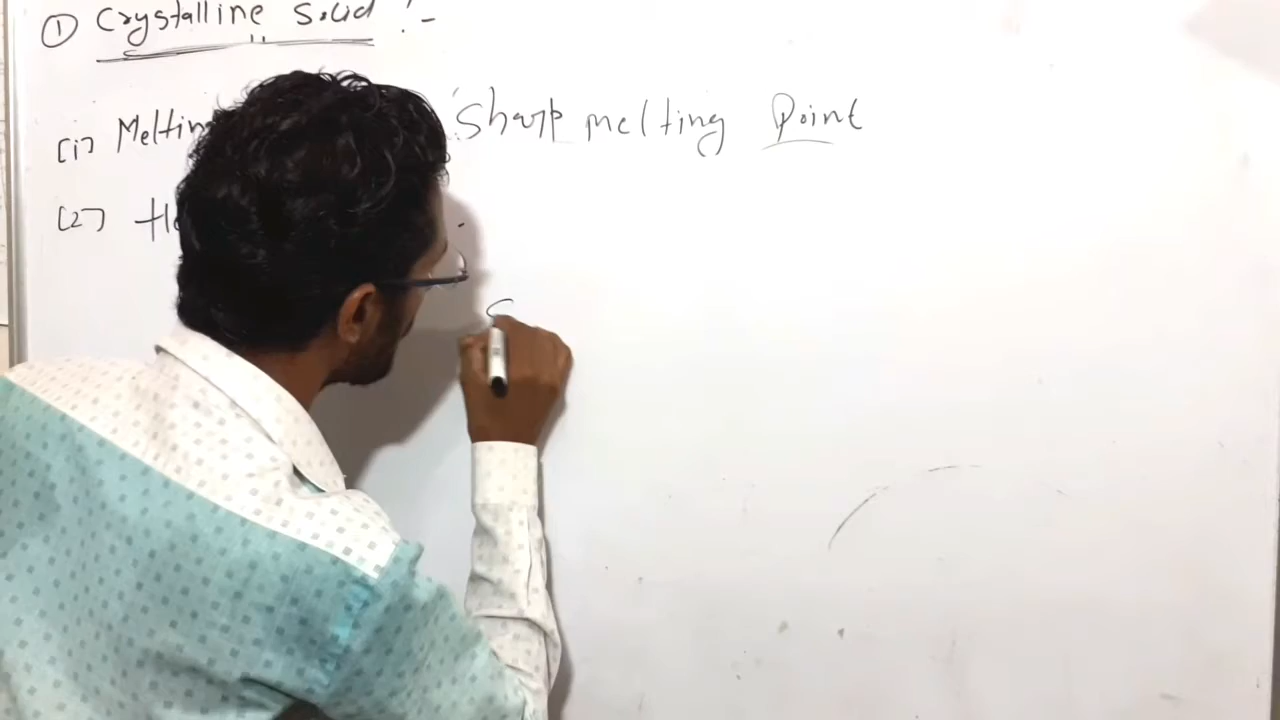 ① Crystalline Solid :-
(1) Melting Sharp melting Point
(2)